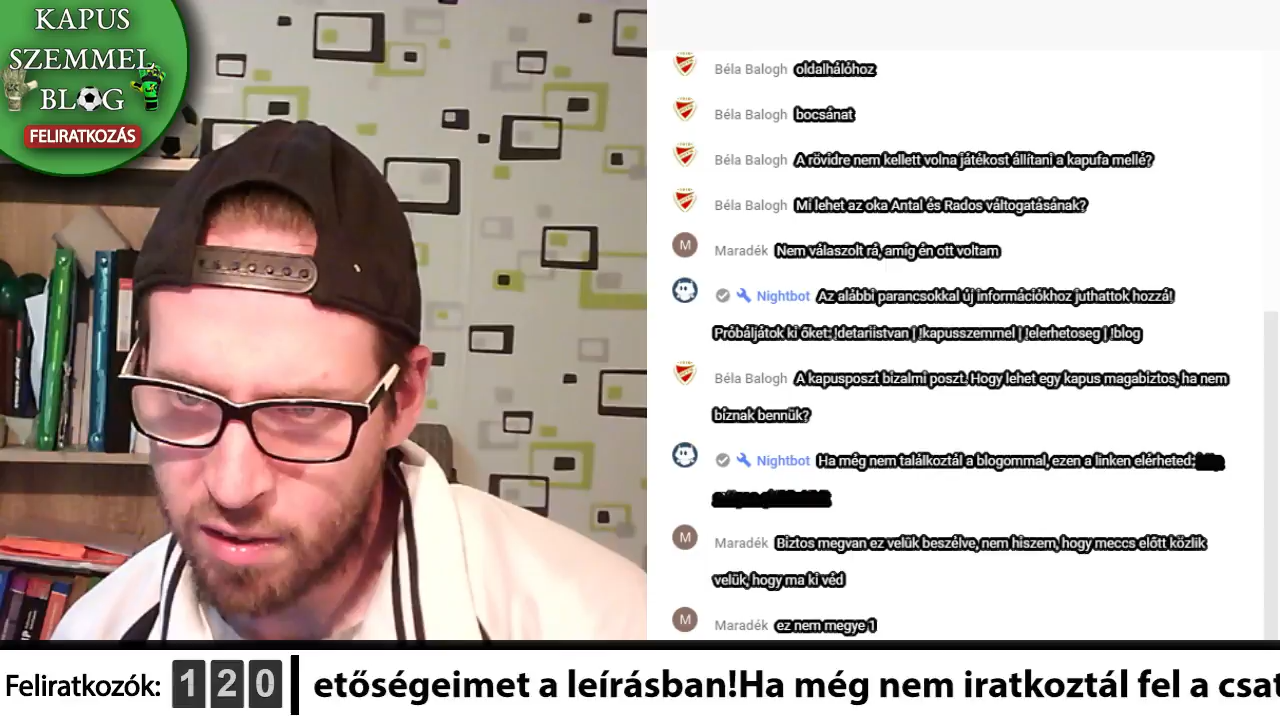 KAPUS
SZEMMEL
BLOG
FELIRATKOZÁS
Béla Balogh oldalhálóhoz
Béla Balogh bocsánat
Béla Balogh A rövidre nem kellett volna játékost állítani a kapufa mellé?
Béla Balogh Mi lehet az oka Antal és Rados váltogatásának?
M Maradék Nem válaszolt rá, amíg én ott voltam
Nightbot Az alábbi parancsokkal új információkhoz juthattok hozzá!
Próbáljátok ki őket: !detariistvan | !kapusszemmel | !elerhetoseg | !blog
Béla Balogh A kapusposzt bizalmi poszt. Hogy lehet egy kapus magabiztos, ha nem
bíznak bennük?
Nightbot Ha még nem találkoztál a blogommal, ezen a linken elérheted:
M Maradék Biztos megvan ez velük beszélve, nem hiszem, hogy meccs előtt közlik
velük, hogy ma ki véd
M Maradék ez nem megye 1
Feliratkozók: 120
etőségeimet a leírásban!Ha még nem iratkoztál fel a csat